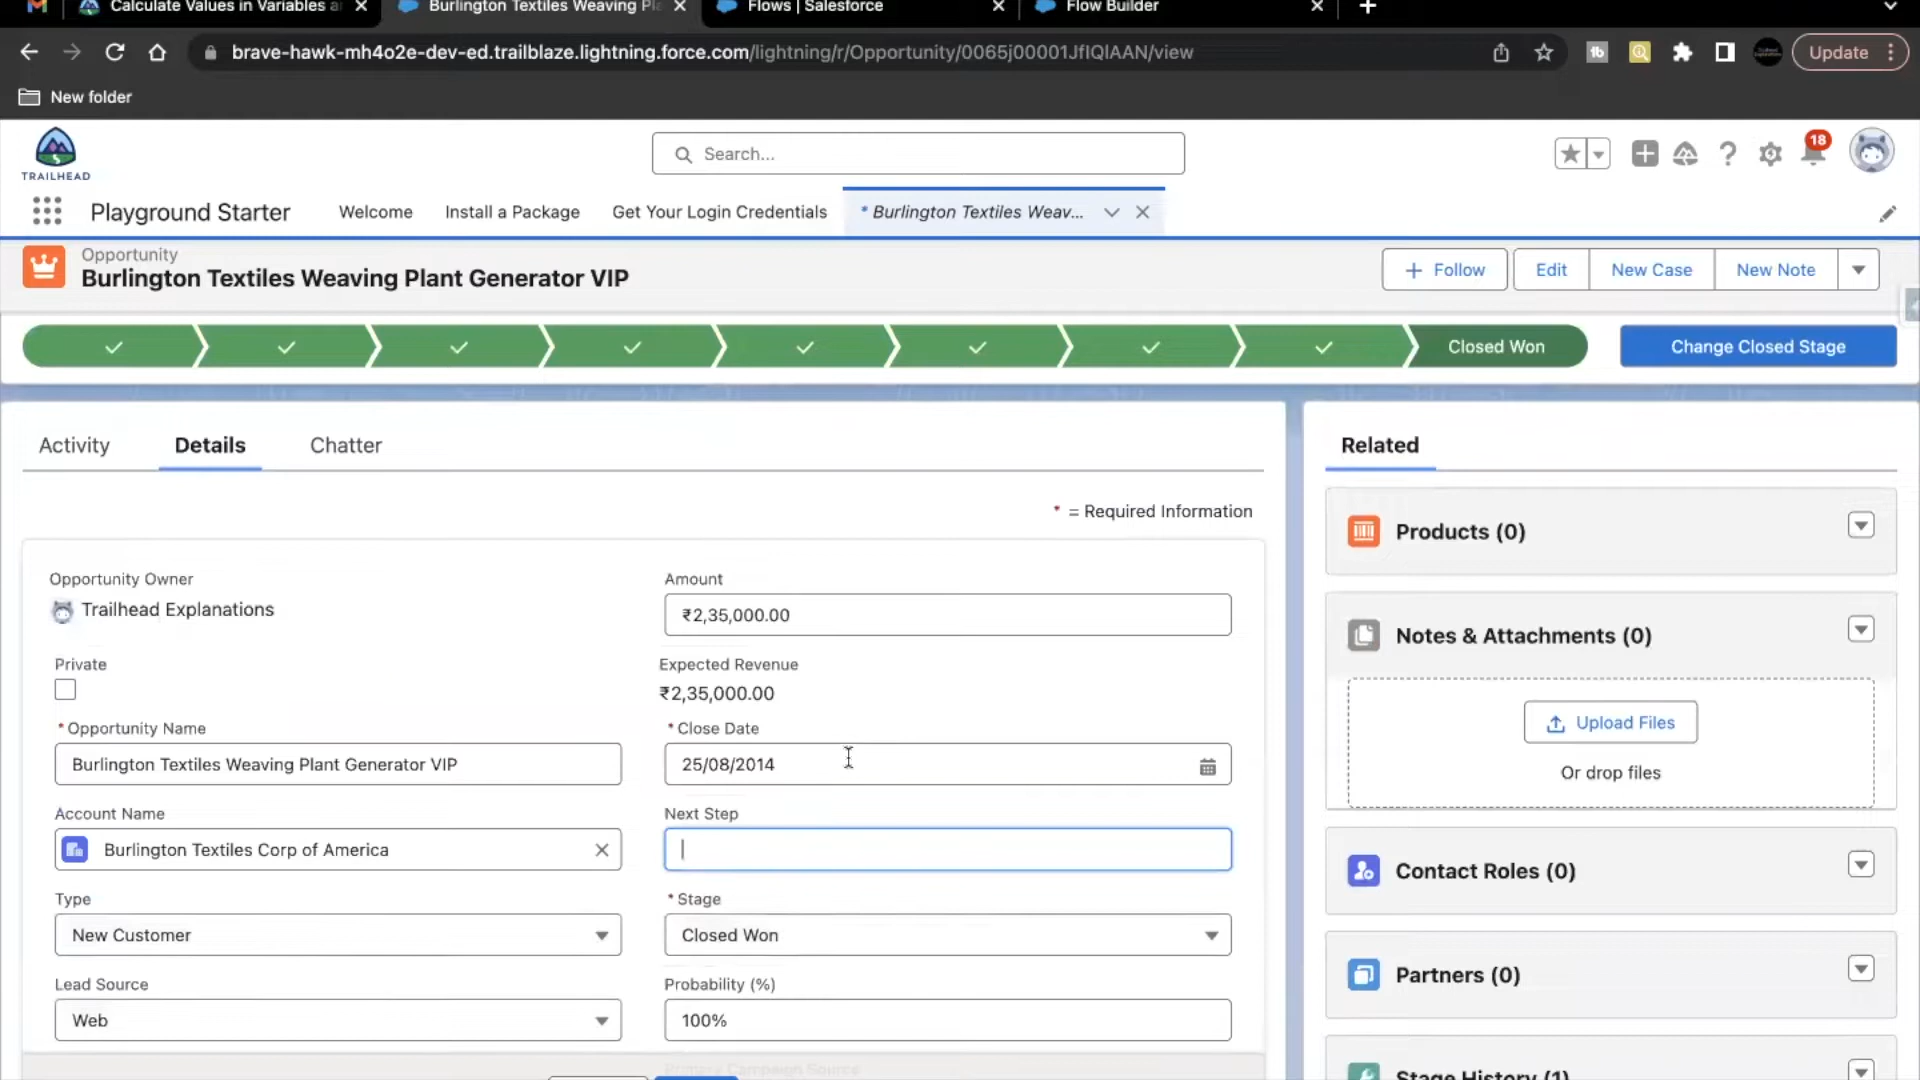 Calculate Values in Variables a
Burlington Textiles Weaving Pla
Flows | Salesforce
Flow Builder
brave-hawk-mh4o2e-dev-ed.trailblaze.lightning.force.com/lightning/r/Opportunity/0065j00001JfIQIAAN/view
Update
New folder
TRAILHEAD
Search...
18
Playground Starter
Welcome
Install a Package
Get Your Login Credentials
* Burlington Textiles Weav...
Opportunity
Burlington Textiles Weaving Plant Generator VIP
Follow
Edit
New Case
New Note
Closed Won
Change Closed Stage
Activity
Details
Chatter
* = Required Information
Opportunity Owner
Trailhead Explanations
Amount
₹2,35,000.00
Private
Expected Revenue
₹2,35,000.00
* Opportunity Name
Burlington Textiles Weaving Plant Generator VIP
* Close Date
25/08/2014
Account Name
Burlington Textiles Corp of America
Next Step
Type
New Customer
* Stage
Closed Won
Lead Source
Web
Probability (%)
100%
Primary Campaign Source
Related
Products (0)
Notes & Attachments (0)
Upload Files
Or drop files
Contact Roles (0)
Partners (0)
Stage History (1)